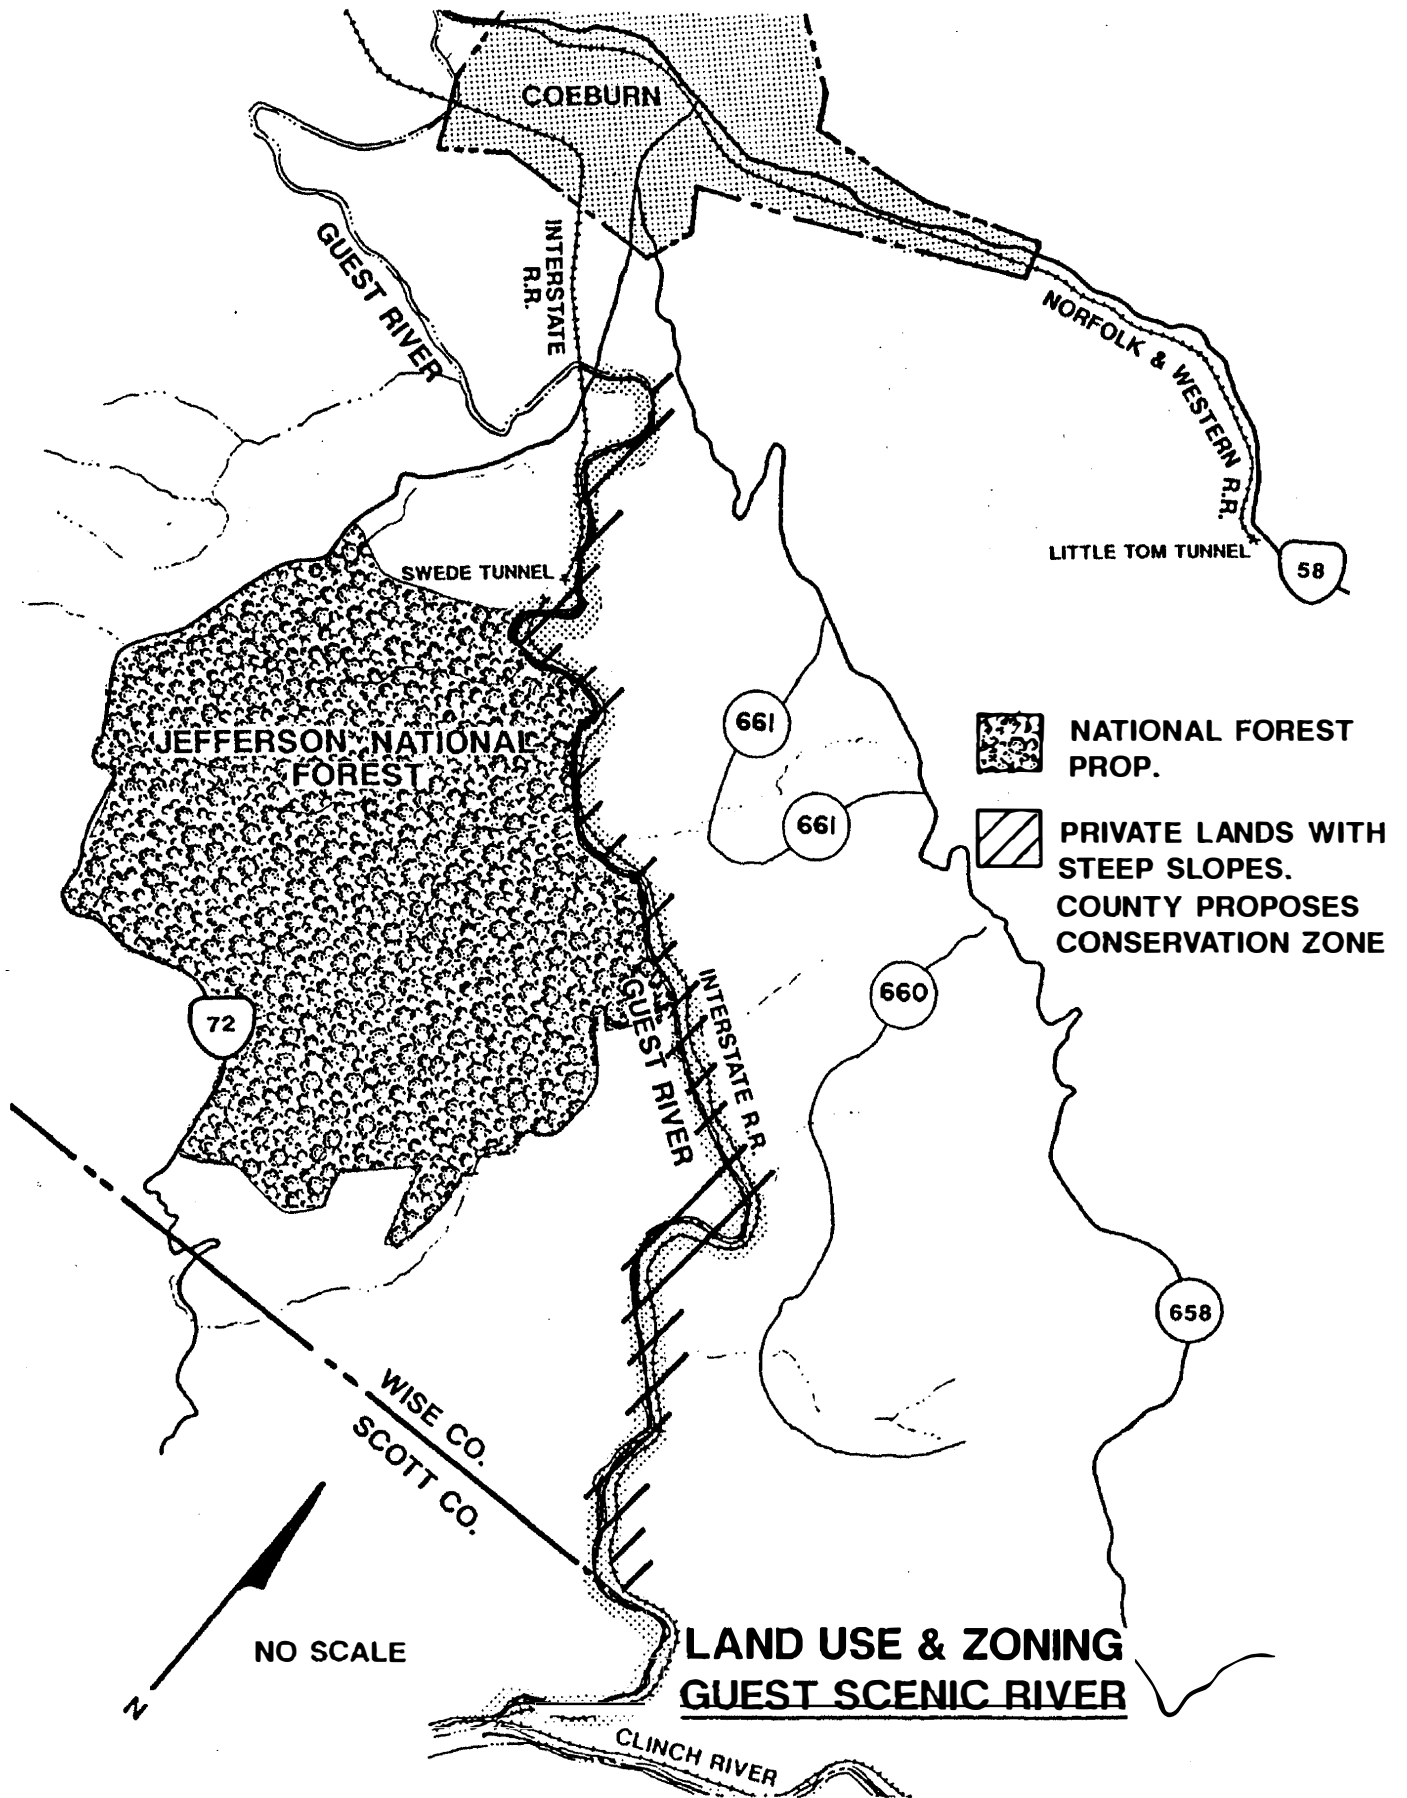 COEBURN
GUEST RIVER
INTERSTATE
R.R.
NORFOLK & WESTERN R.R.
LITTLE TOM TUNNEL
58
SWEDE TUNNEL
661
NATIONAL FOREST
PROP.
JEFFERSON NATIONAL
FOREST
661
PRIVATE LANDS WITH
STEEP SLOPES.
COUNTY PROPOSES
CONSERVATION ZONE
660
72
GUEST RIVER
INTERSTATE R.R.
658
WISE CO.
SCOTT CO.
NO SCALE
N
LAND USE & ZONING
GUEST SCENIC RIVER
CLINCH RIVER